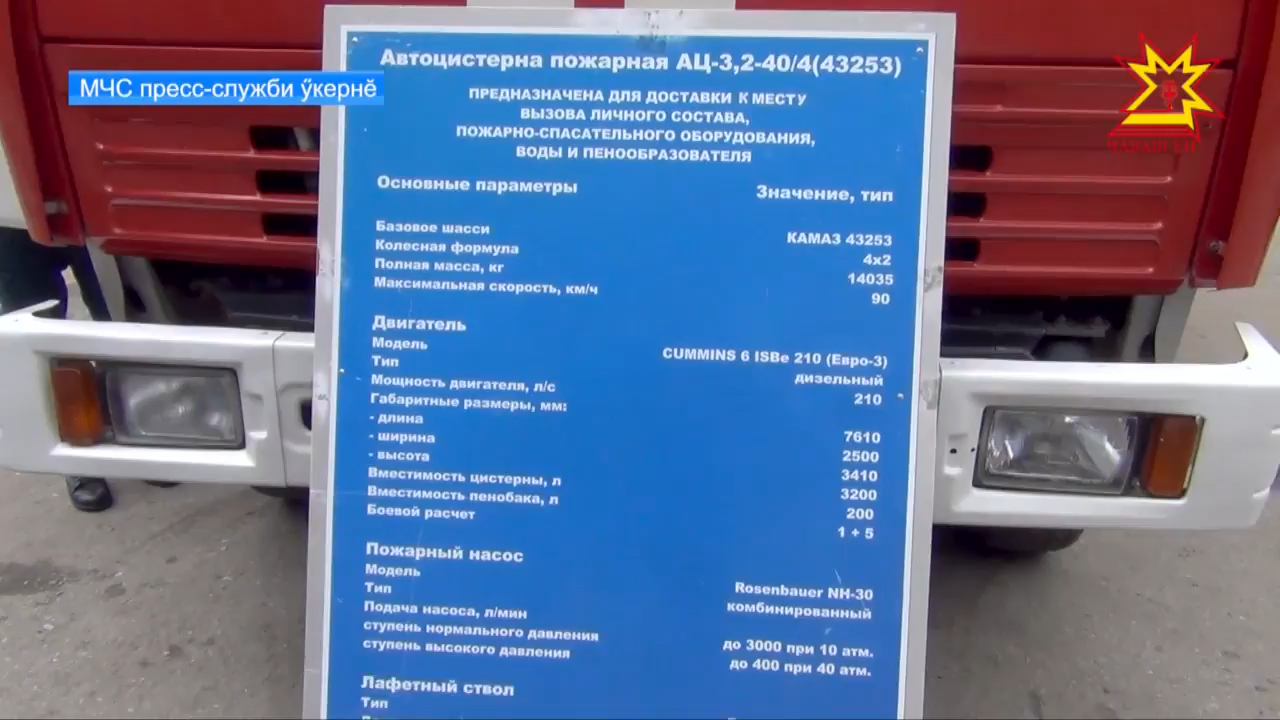 МЧС пресс-служби ӳкернӗ
Автоцистерна пожарная АЦ-3,2-40/4(43253)
ПРЕДНАЗНАЧЕНА ДЛЯ ДОСТАВКИ К МЕСТУ
ВЫЗОВА ЛИЧНОГО СОСТАВА,
ПОЖАРНО-СПАСАТЕЛЬНОГО ОБОРУДОВАНИЯ,
ВОДЫ И ПЕНООБРАЗОВАТЕЛЯ
Основные параметры Значение, тип
Базовое шасси КАМАЗ 43253
Колесная формула 4х2
Полная масса, кг 14035
Максимальная скорость, км/ч 90
Двигатель
Модель CUMMINS 6 ISBe 210 (Евро-3)
Тип дизельный
Мощность двигателя, л/с 210
Габаритные размеры, мм:
- длина 7610
- ширина 2500
- высота 3410
Вместимость цистерны, л 3200
Вместимость пенобака, л 200
Боевой расчет 1 + 5
Пожарный насос
Модель Rosenbauer NH-30
Тип комбинированный
Подача насоса, л/мин
ступень нормального давления до 3000 при 10 атм.
ступень высокого давления до 400 при 40 атм.
Лафетный ствол
Тип